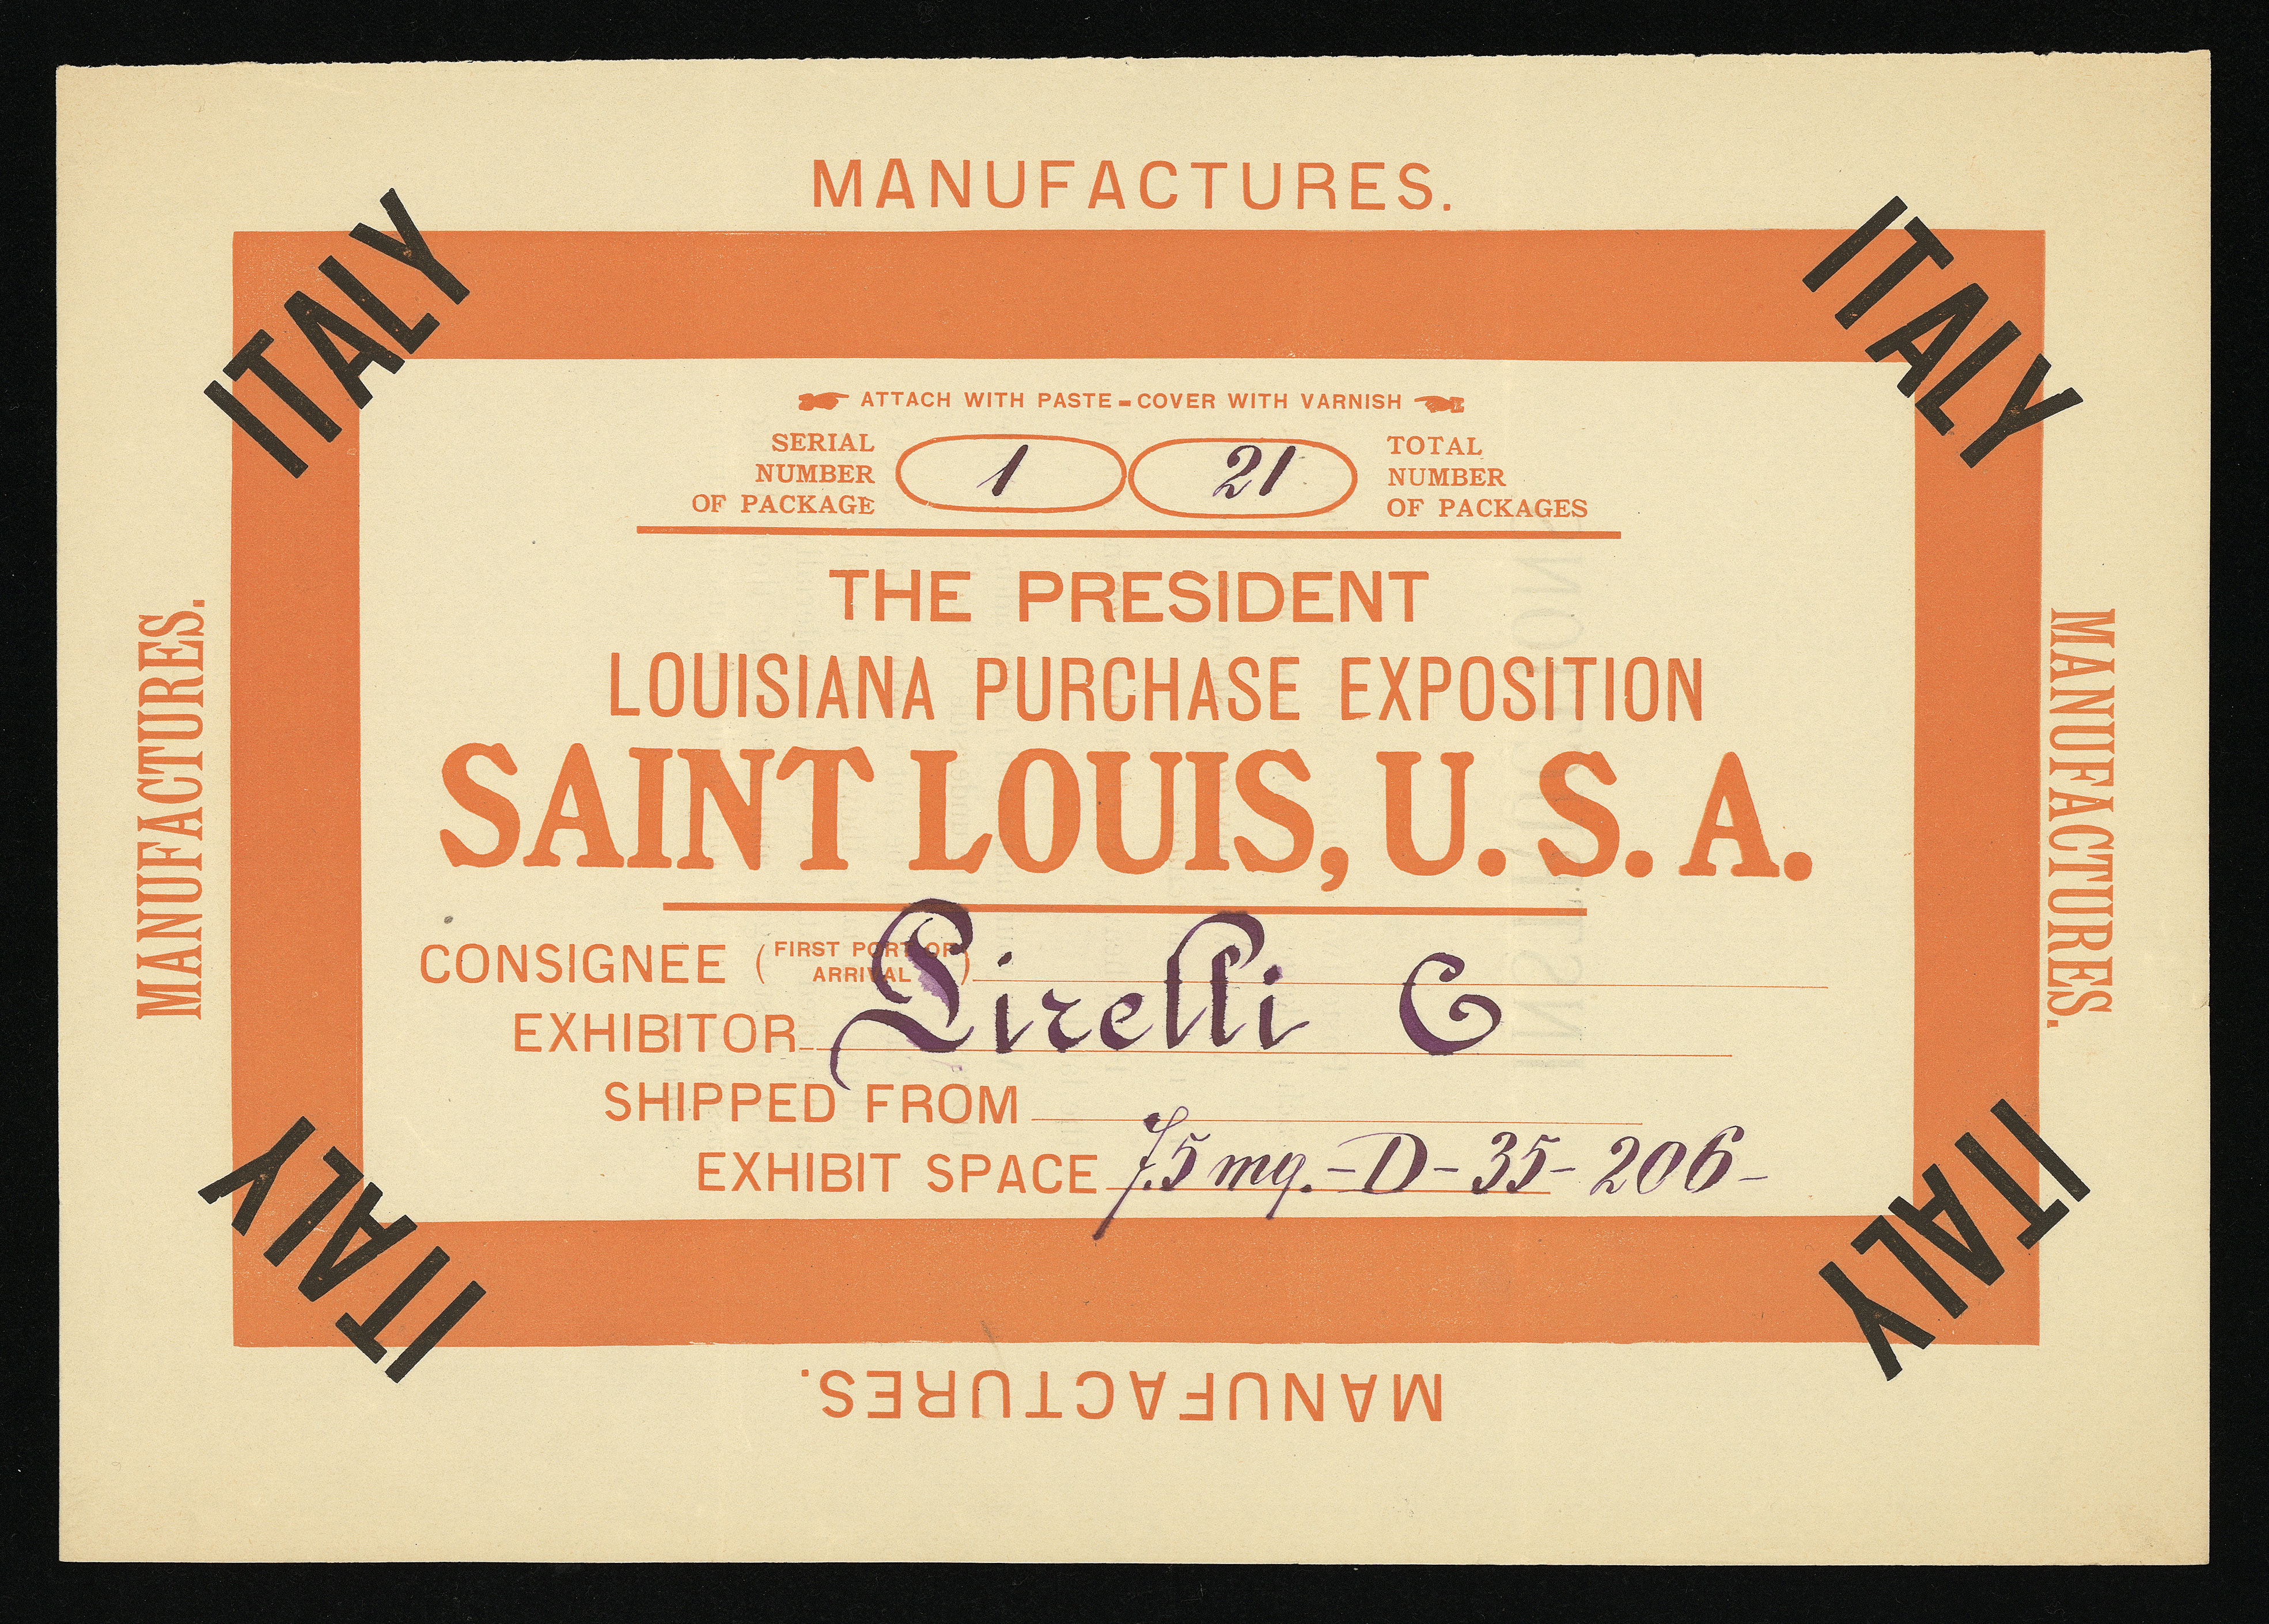 MANUFACTURES.
ITALY
ITALY
ATTACH WITH PASTE - COVER WITH VARNISH
SERIAL NUMBER OF PACKAGE 1 21 TOTAL NUMBER OF PACKAGES
THE PRESIDENT
LOUISIANA PURCHASE EXPOSITION
SAINT LOUIS, U. S. A.
CONSIGNEE (FIRST PORT OF ARRIVAL)
EXHIBITOR Pirelli C
SHIPPED FROM
EXHIBIT SPACE 7.5 mq. - D - 35 - 206 -
MANUFACTURES.
MANUFACTURES.
ITALY
ITALY
MANUFACTURES.